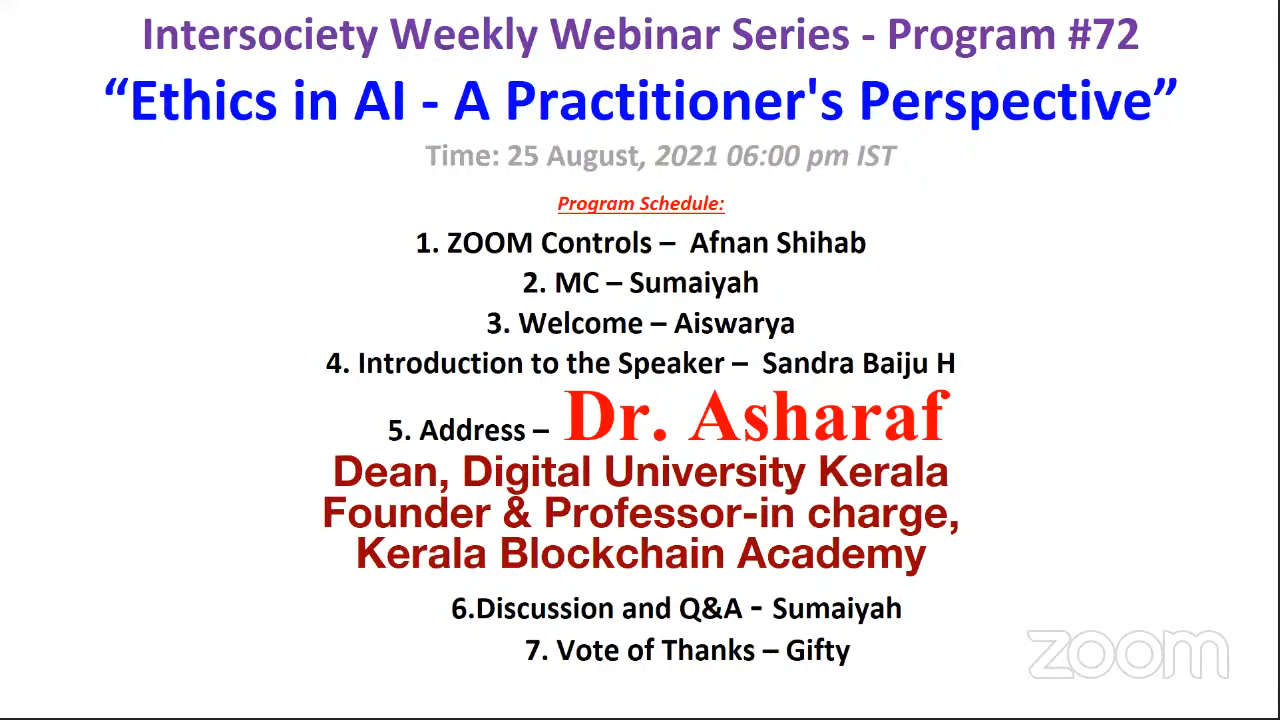 Intersociety Weekly Webinar Series - Program #72
“Ethics in AI - A Practitioner's Perspective”
Time: 25 August, 2021 06:00 pm IST
Program Schedule:
1. ZOOM Controls – Afnan Shihab
2. MC – Sumaiyah
3. Welcome – Aiswarya
4. Introduction to the Speaker – Sandra Baiju H
5. Address – Dr. Asharaf
Dean, Digital University Kerala
Founder & Professor-in charge,
Kerala Blockchain Academy
6.Discussion and Q&A - Sumaiyah
7. Vote of Thanks – Gifty
zoom